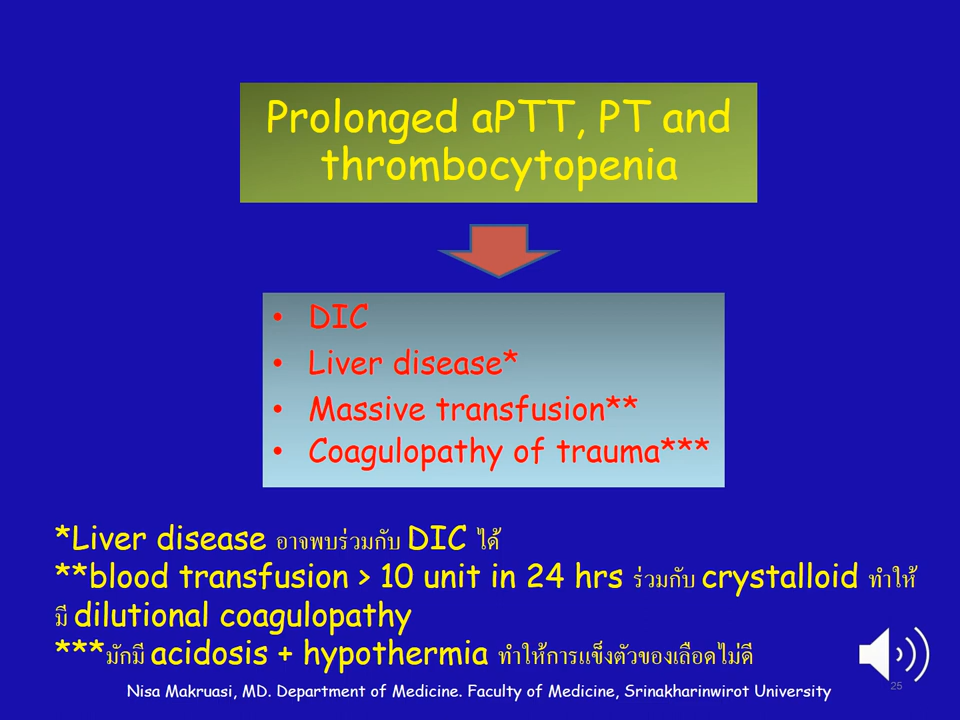 Prolonged aPTT, PT and
thrombocytopenia
• DIC
• Liver disease*
• Massive transfusion**
• Coagulopathy of trauma***
*Liver disease อาจพบร่วมกับ DIC ได้
**blood transfusion > 10 unit in 24 hrs ร่วมกับ crystalloid ทำให้
มี dilutional coagulopathy
***มักมี acidosis + hypothermia ทำให้การแข็งตัวของเลือดไม่ดี
Nisa Makruasi, MD. Department of Medicine. Faculty of Medicine, Srinakharinwirot University
25